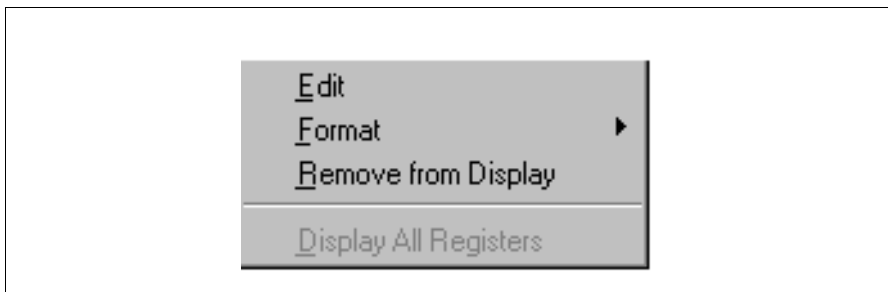 Edit
Format
Remove from Display
Display All Registers